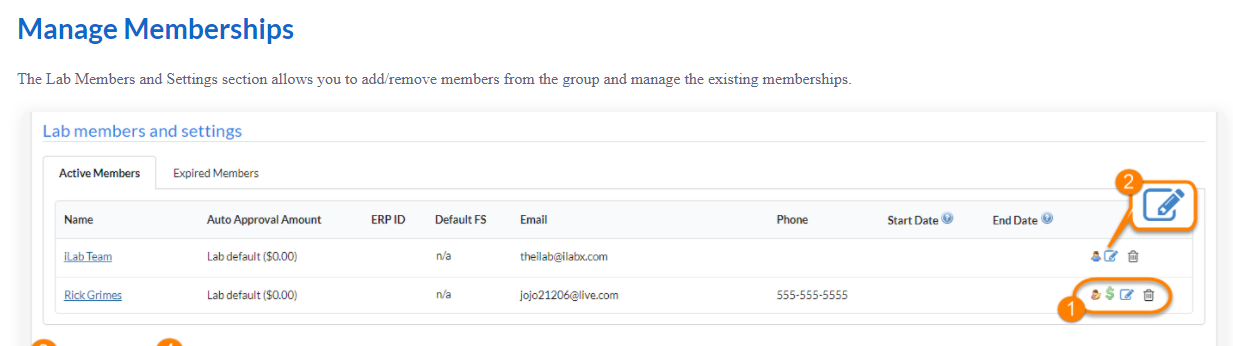 Manage Memberships
The Lab Members and Settings section allows you to add/remove members from the group and manage the existing memberships.
Lab members and settings
Active Members Expired Members
2
Name Auto Approval Amount ERP ID Default FS Email Phone Start Date End Date
iLab Team Lab default ($0.00) n/a theilab@ilabx.com
Rick Grimes Lab default ($0.00) n/a jojo21206@live.com 555-555-5555 $
1